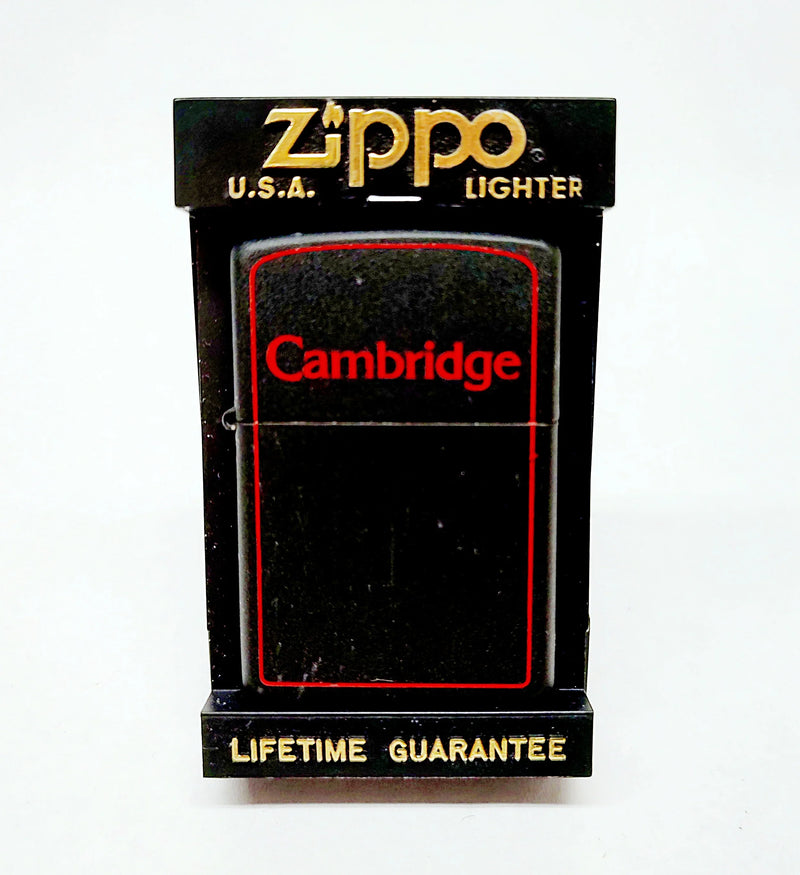 Zippo
U.S.A. LIGHTER
Cambridge
LIFETIME GUARANTEE